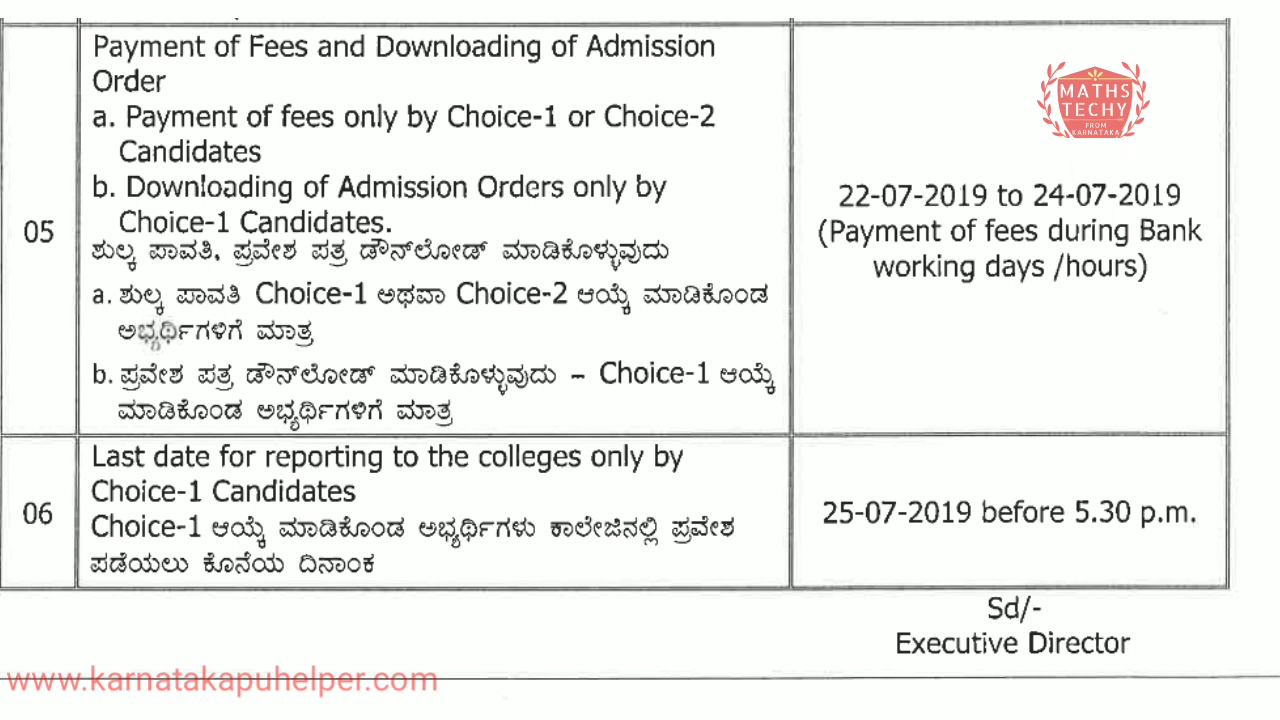 Payment of Fees and Downloading of Admission
Order
a. Payment of fees only by Choice-1 or Choice-2
Candidates
b. Downloading of Admission Orders only by
Choice-1 Candidates.
05
ಶುಲ್ಕ ಪಾವತಿ, ಪ್ರವೇಶ ಪತ್ರ ಡೌನ್‌ಲೋಡ್ ಮಾಡಿಕೊಳ್ಳುವುದು
a. ಶುಲ್ಕ ಪಾವತಿ Choice-1 ಅಥವಾ Choice-2 ಆಯ್ಕೆ ಮಾಡಿಕೊಂಡ
ಅಭ್ಯರ್ಥಿಗಳಿಗೆ ಮಾತ್ರ
b. ಪ್ರವೇಶ ಪತ್ರ ಡೌನ್‌ಲೋಡ್ ಮಾಡಿಕೊಳ್ಳುವುದು – Choice-1 ಆಯ್ಕೆ
ಮಾಡಿಕೊಂಡ ಅಭ್ಯರ್ಥಿಗಳಿಗೆ ಮಾತ್ರ
22-07-2019 to 24-07-2019
(Payment of fees during Bank
working days /hours)
MATHS
TECHY
FROM
KARNATAKA
Last date for reporting to the colleges only by
Choice-1 Candidates
06
Choice-1 ಆಯ್ಕೆ ಮಾಡಿಕೊಂಡ ಅಭ್ಯರ್ಥಿಗಳು ಕಾಲೇಜಿನಲ್ಲಿ ಪ್ರವೇಶ
ಪಡೆಯಲು ಕೊನೆಯ ದಿನಾಂಕ
25-07-2019 before 5.30 p.m.
Sd/-
Executive Director
www.karnatakapuhelper.com